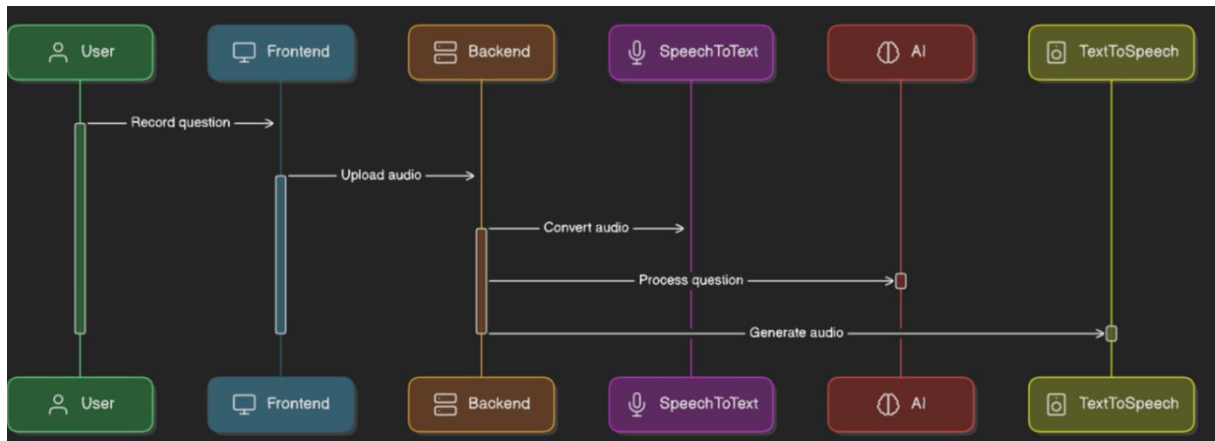 User
Frontend
Backend
SpeechToText
AI
TextToSpeech
Record question
Upload audio
Convert audio
Process question
Generate audio
User
Frontend
Backend
SpeechToText
AI
TextToSpeech